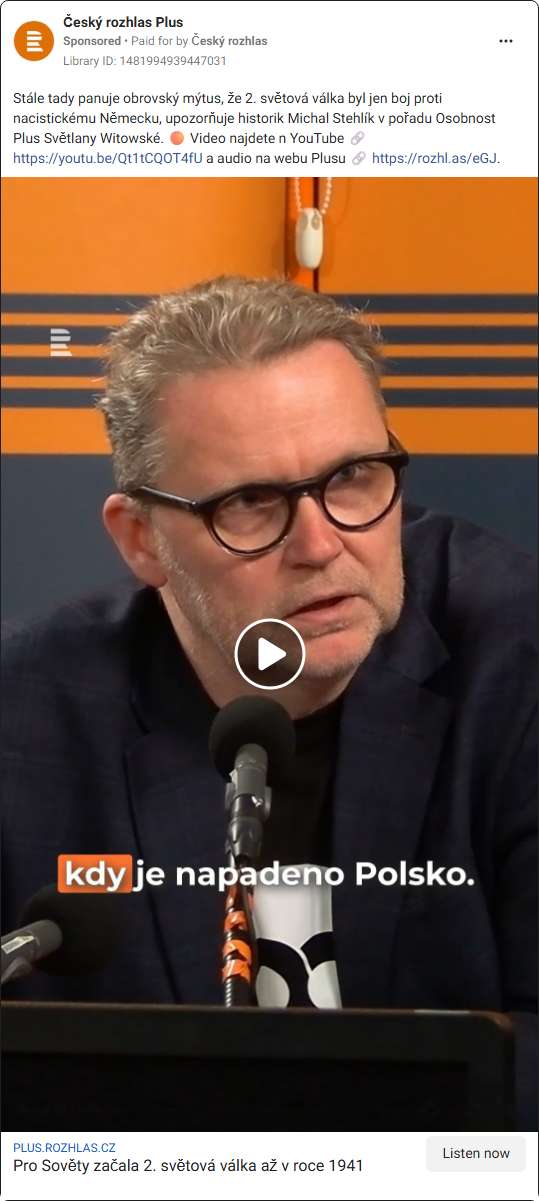 Český rozhlas Plus
Sponsored • Paid for by Český rozhlas
Library ID: 1481994939447031
Stále tady panuje obrovský mýtus, že 2. světová válka byl jen boj proti
nacistickému Německu, upozorňuje historik Michal Stehlík v pořadu Osobnost
Plus Světlany Witowské. 🟠 Video najdete n YouTube 🔗
https://youtu.be/Qt1tCQOT4fU a audio na webu Plusu 🔗 https://rozhl.as/eGJ.
kdy je napadeno Polsko.
PLUS.ROZHLAS.CZ
Pro Sověty začala 2. světová válka až v roce 1941
Listen now